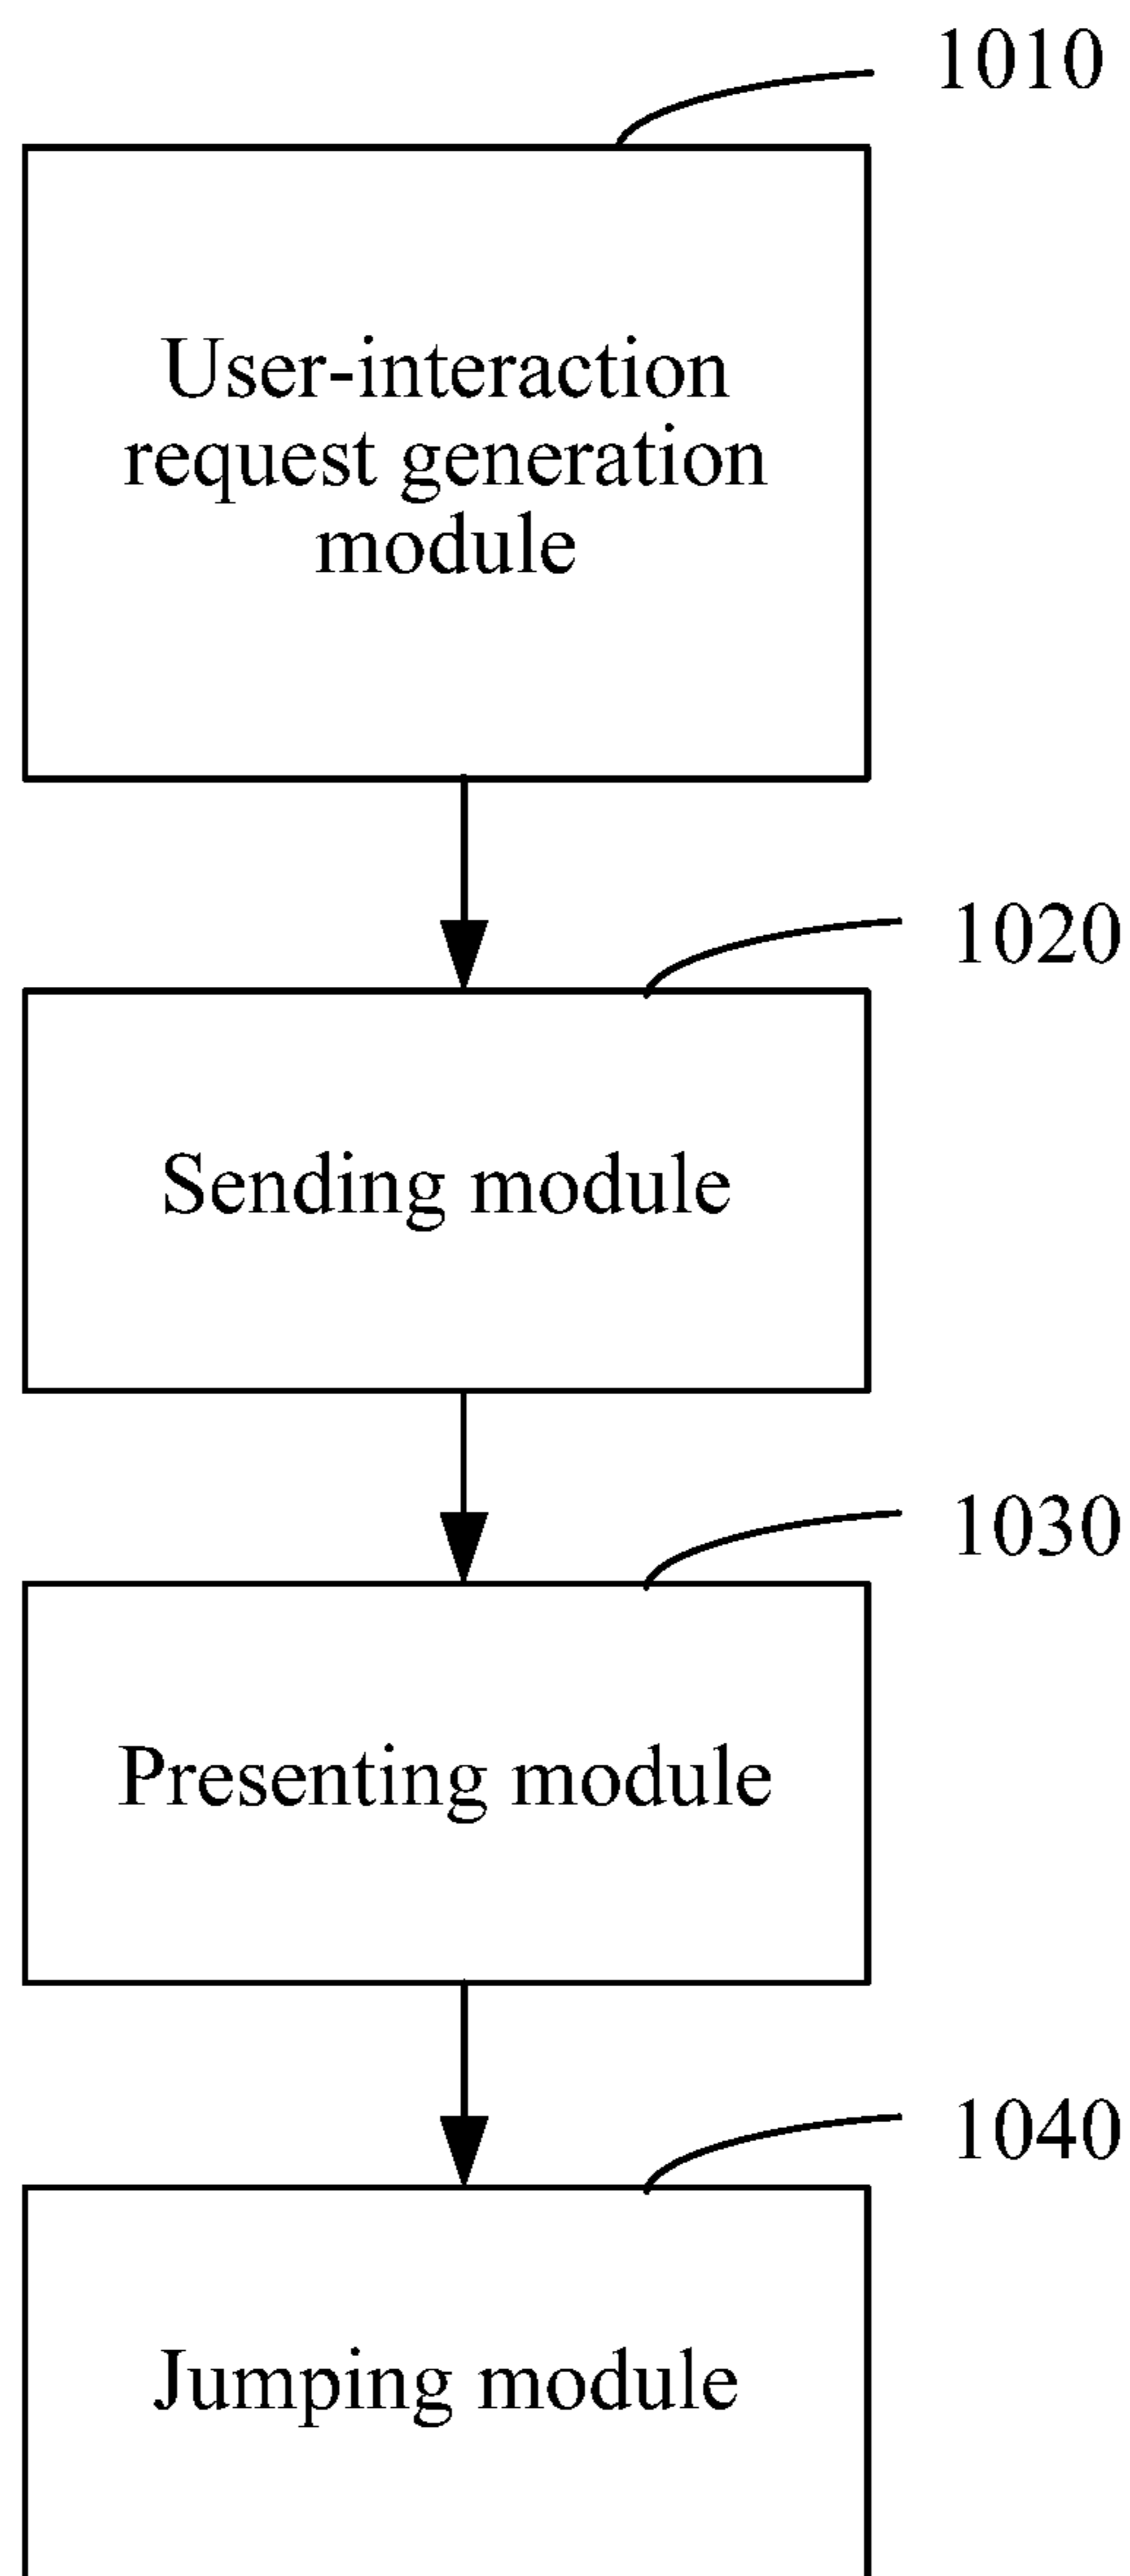 1010
User-interaction
request generation
module
1020
Sending module
1030
Presenting module
1040
Jumping module